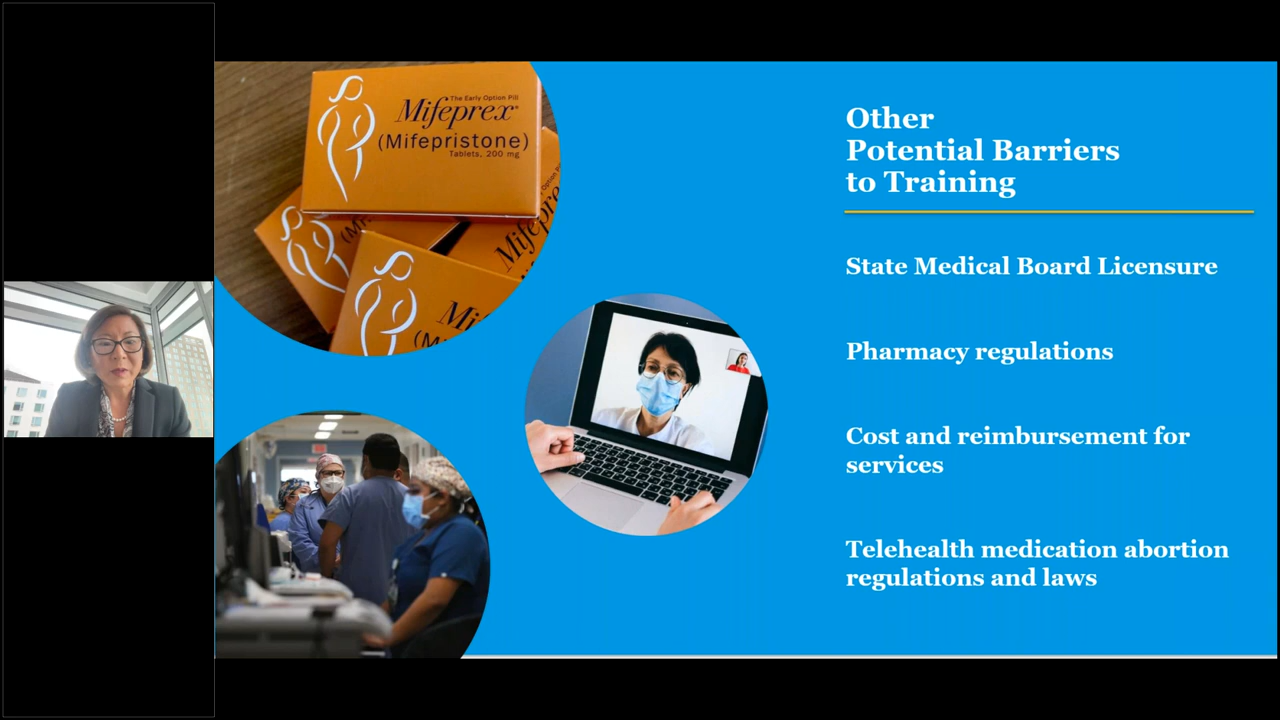 The Early Option Pill
Mifeprex®
(Mifepristone)
Tablets, 200 mg
Mifeprex
Other
Potential Barriers
to Training
State Medical Board Licensure
Pharmacy regulations
Cost and reimbursement for
services
Telehealth medication abortion
regulations and laws